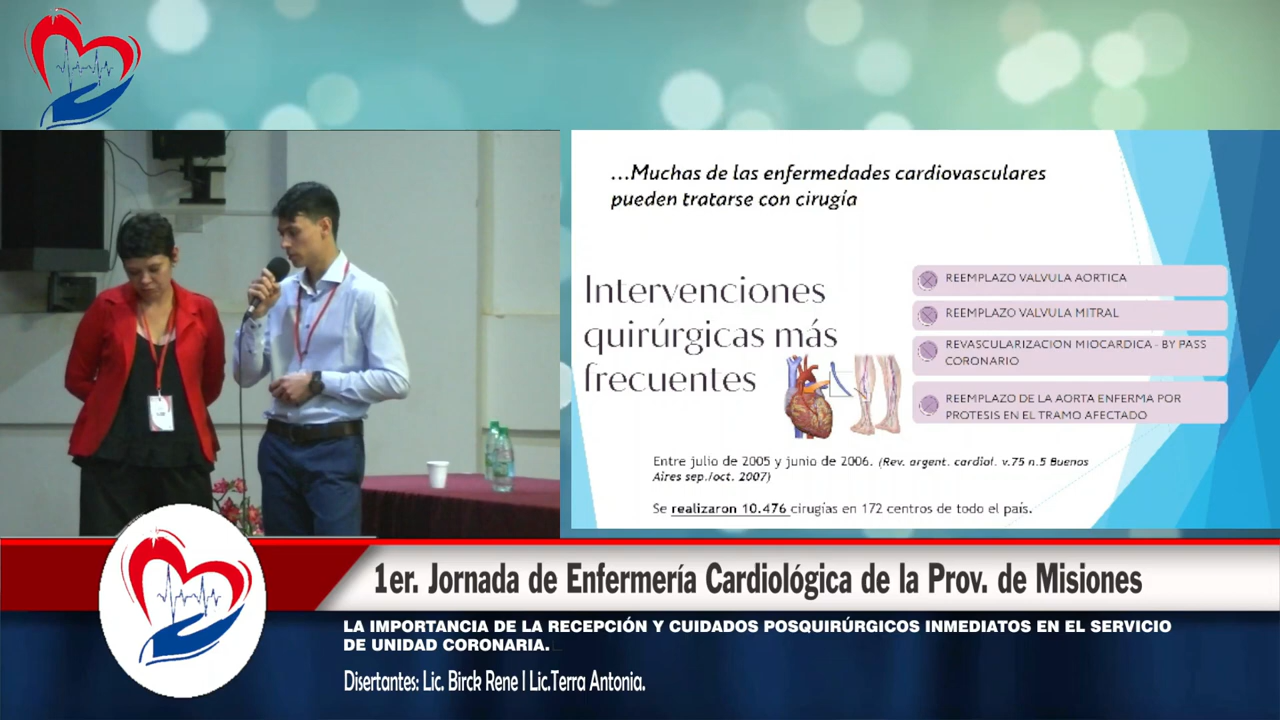 ...Muchas de las enfermedades cardiovasculares
pueden tratarse con cirugía
Intervenciones
quirúrgicas más
frecuentes
REEMPLAZO VALVULA AORTICA
REEMPLAZO VALVULA MITRAL
REVASCULARIZACION MIOCARDICA - BY PASS
CORONARIO
REEMPLAZO DE LA AORTA ENFERMA POR
PROTESIS EN EL TRAMO AFECTADO
Entre julio de 2005 y junio de 2006. (Rev. argent. cardiol. v.75 n.5 Buenos
Aires sep./oct. 2007)
Se realizaron 10.476 cirugías en 172 centros de todo el país.
1er. Jornada de Enfermería Cardiológica de la Prov. de Misiones
LA IMPORTANCIA DE LA RECEPCIÓN Y CUIDADOS POSQUIRÚRGICOS INMEDIATOS EN EL SERVICIO
DE UNIDAD CORONARIA.
Disertantes: Lic. Birck Rene I Lic.Terra Antonia.